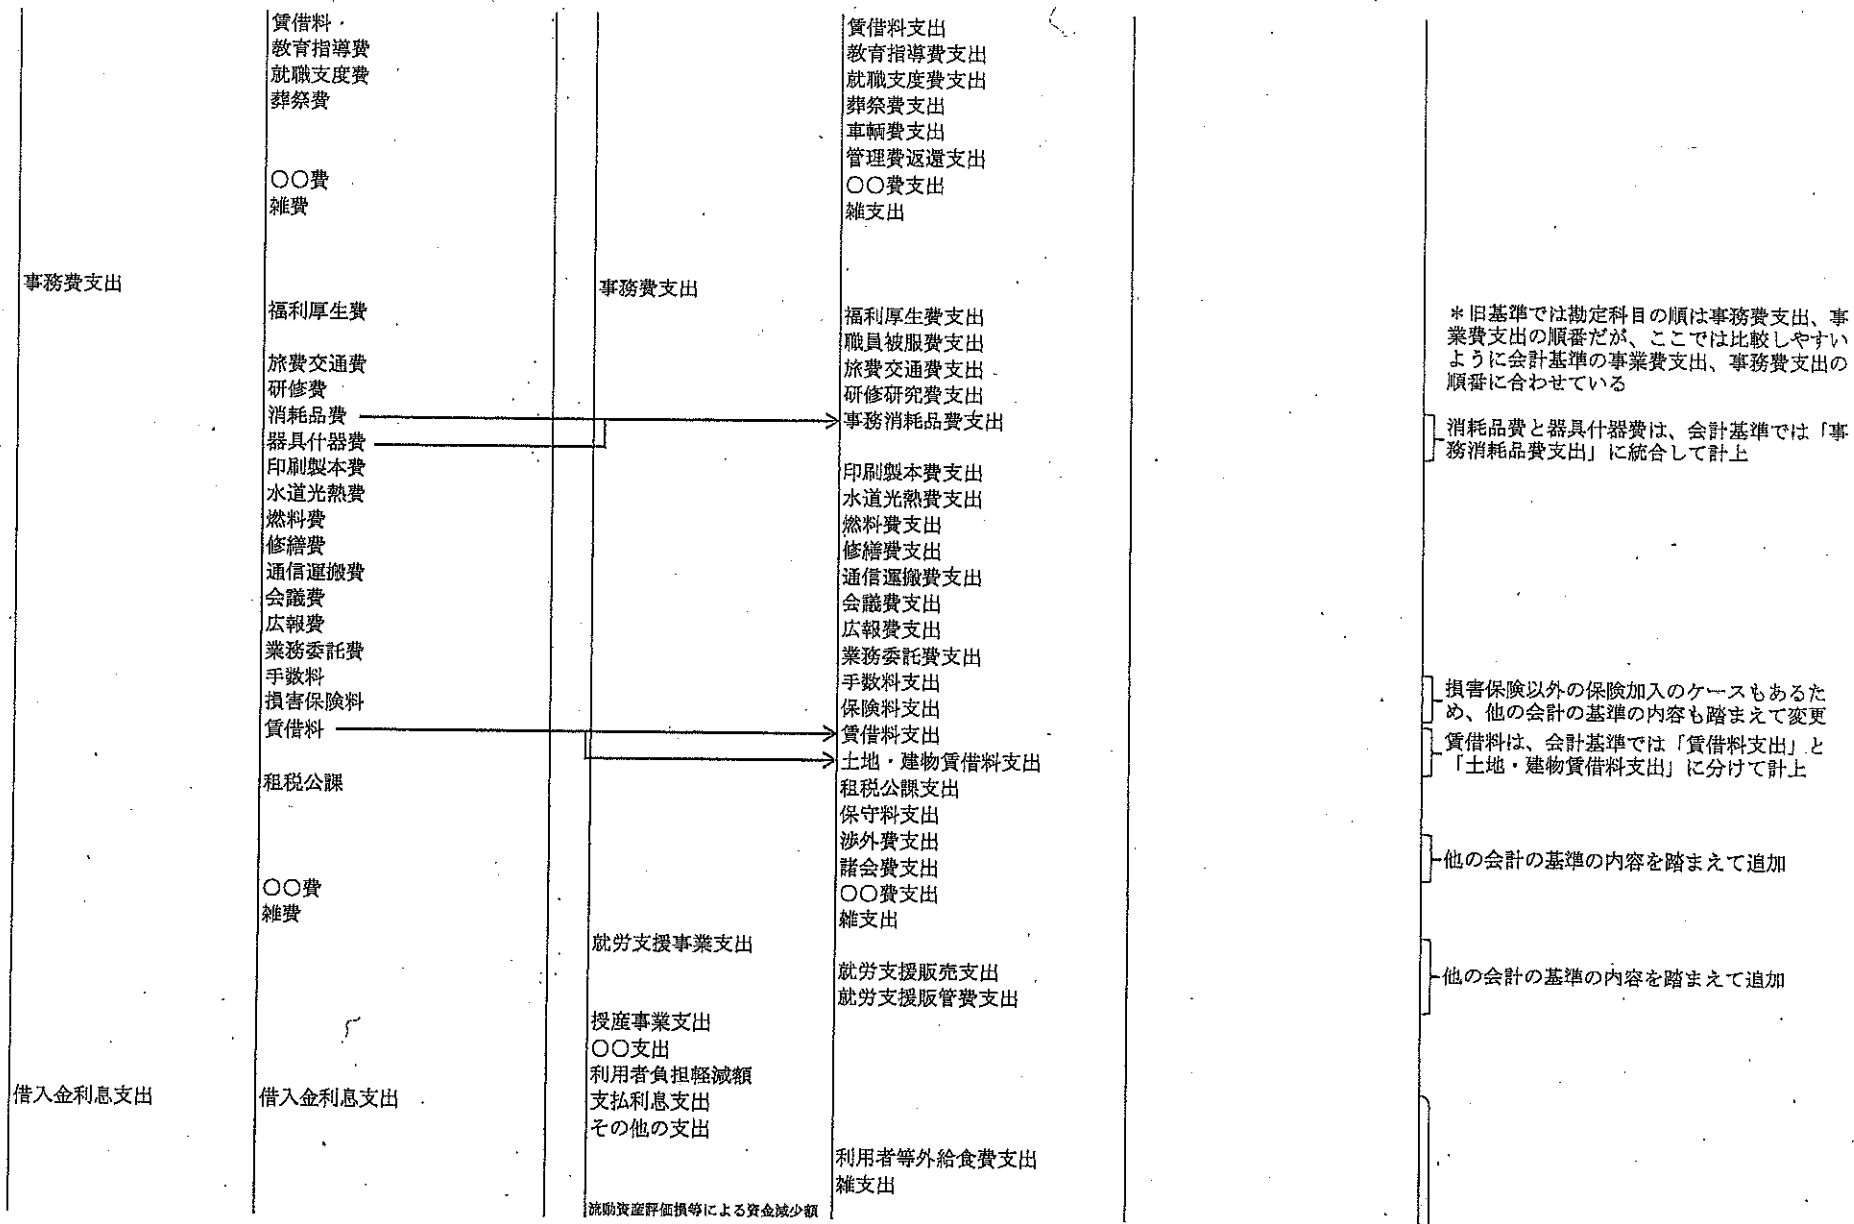 賃借料
教育指導費
就職支度費
葬祭費
〇〇費
雑費
事務費支出
福利厚生費
旅費交通費
研修費
消耗品費
器具什器費
印刷製本費
水道光熱費
燃料費
修繕費
通信運搬費
会議費
広報費
業務委託費
手数料
損害保険料
賃借料
租税公課
〇〇費
雑費
借入金利息支出
借入金利息支出
事務費支出
就労支援事業支出
授産事業支出
〇〇支出
利用者負担軽減額
支払利息支出
その他の支出
流動資産評価損等による資金減少額
賃借料支出
教育指導費支出
就職支度費支出
葬祭費支出
車輌費支出
管理費返還支出
〇〇費支出
雑支出
福利厚生費支出
職員被服費支出
旅費交通費支出
研修研究費支出
事務消耗品費支出
印刷製本費支出
水道光熱費支出
燃料費支出
修繕費支出
通信運搬費支出
会議費支出
広報費支出
業務委託費支出
手数料支出
保険料支出
賃借料支出
土地・建物賃借料支出
租税公課支出
保守料支出
渉外費支出
諸会費支出
〇〇費支出
雑支出
就労支援販売支出
就労支援販管費支出
利用者等外給食費支出
雑支出
＊旧基準では勘定科目の順は事務費支出、事
業費支出の順番だが、ここでは比較しやすい
ように会計基準の事業費支出、事務費支出の
順番に合わせている
消耗品費と器具什器費は、会計基準では「事
務消耗品費支出」に統合して計上
損害保険以外の保険加入のケースもあるた
め、他の会計の基準の内容も踏まえて変更
賃借料は、会計基準では「賃借料支出」と
「土地・建物賃借料支出」に分けて計上
他の会計の基準の内容を踏まえて追加
他の会計の基準の内容を踏まえて追加